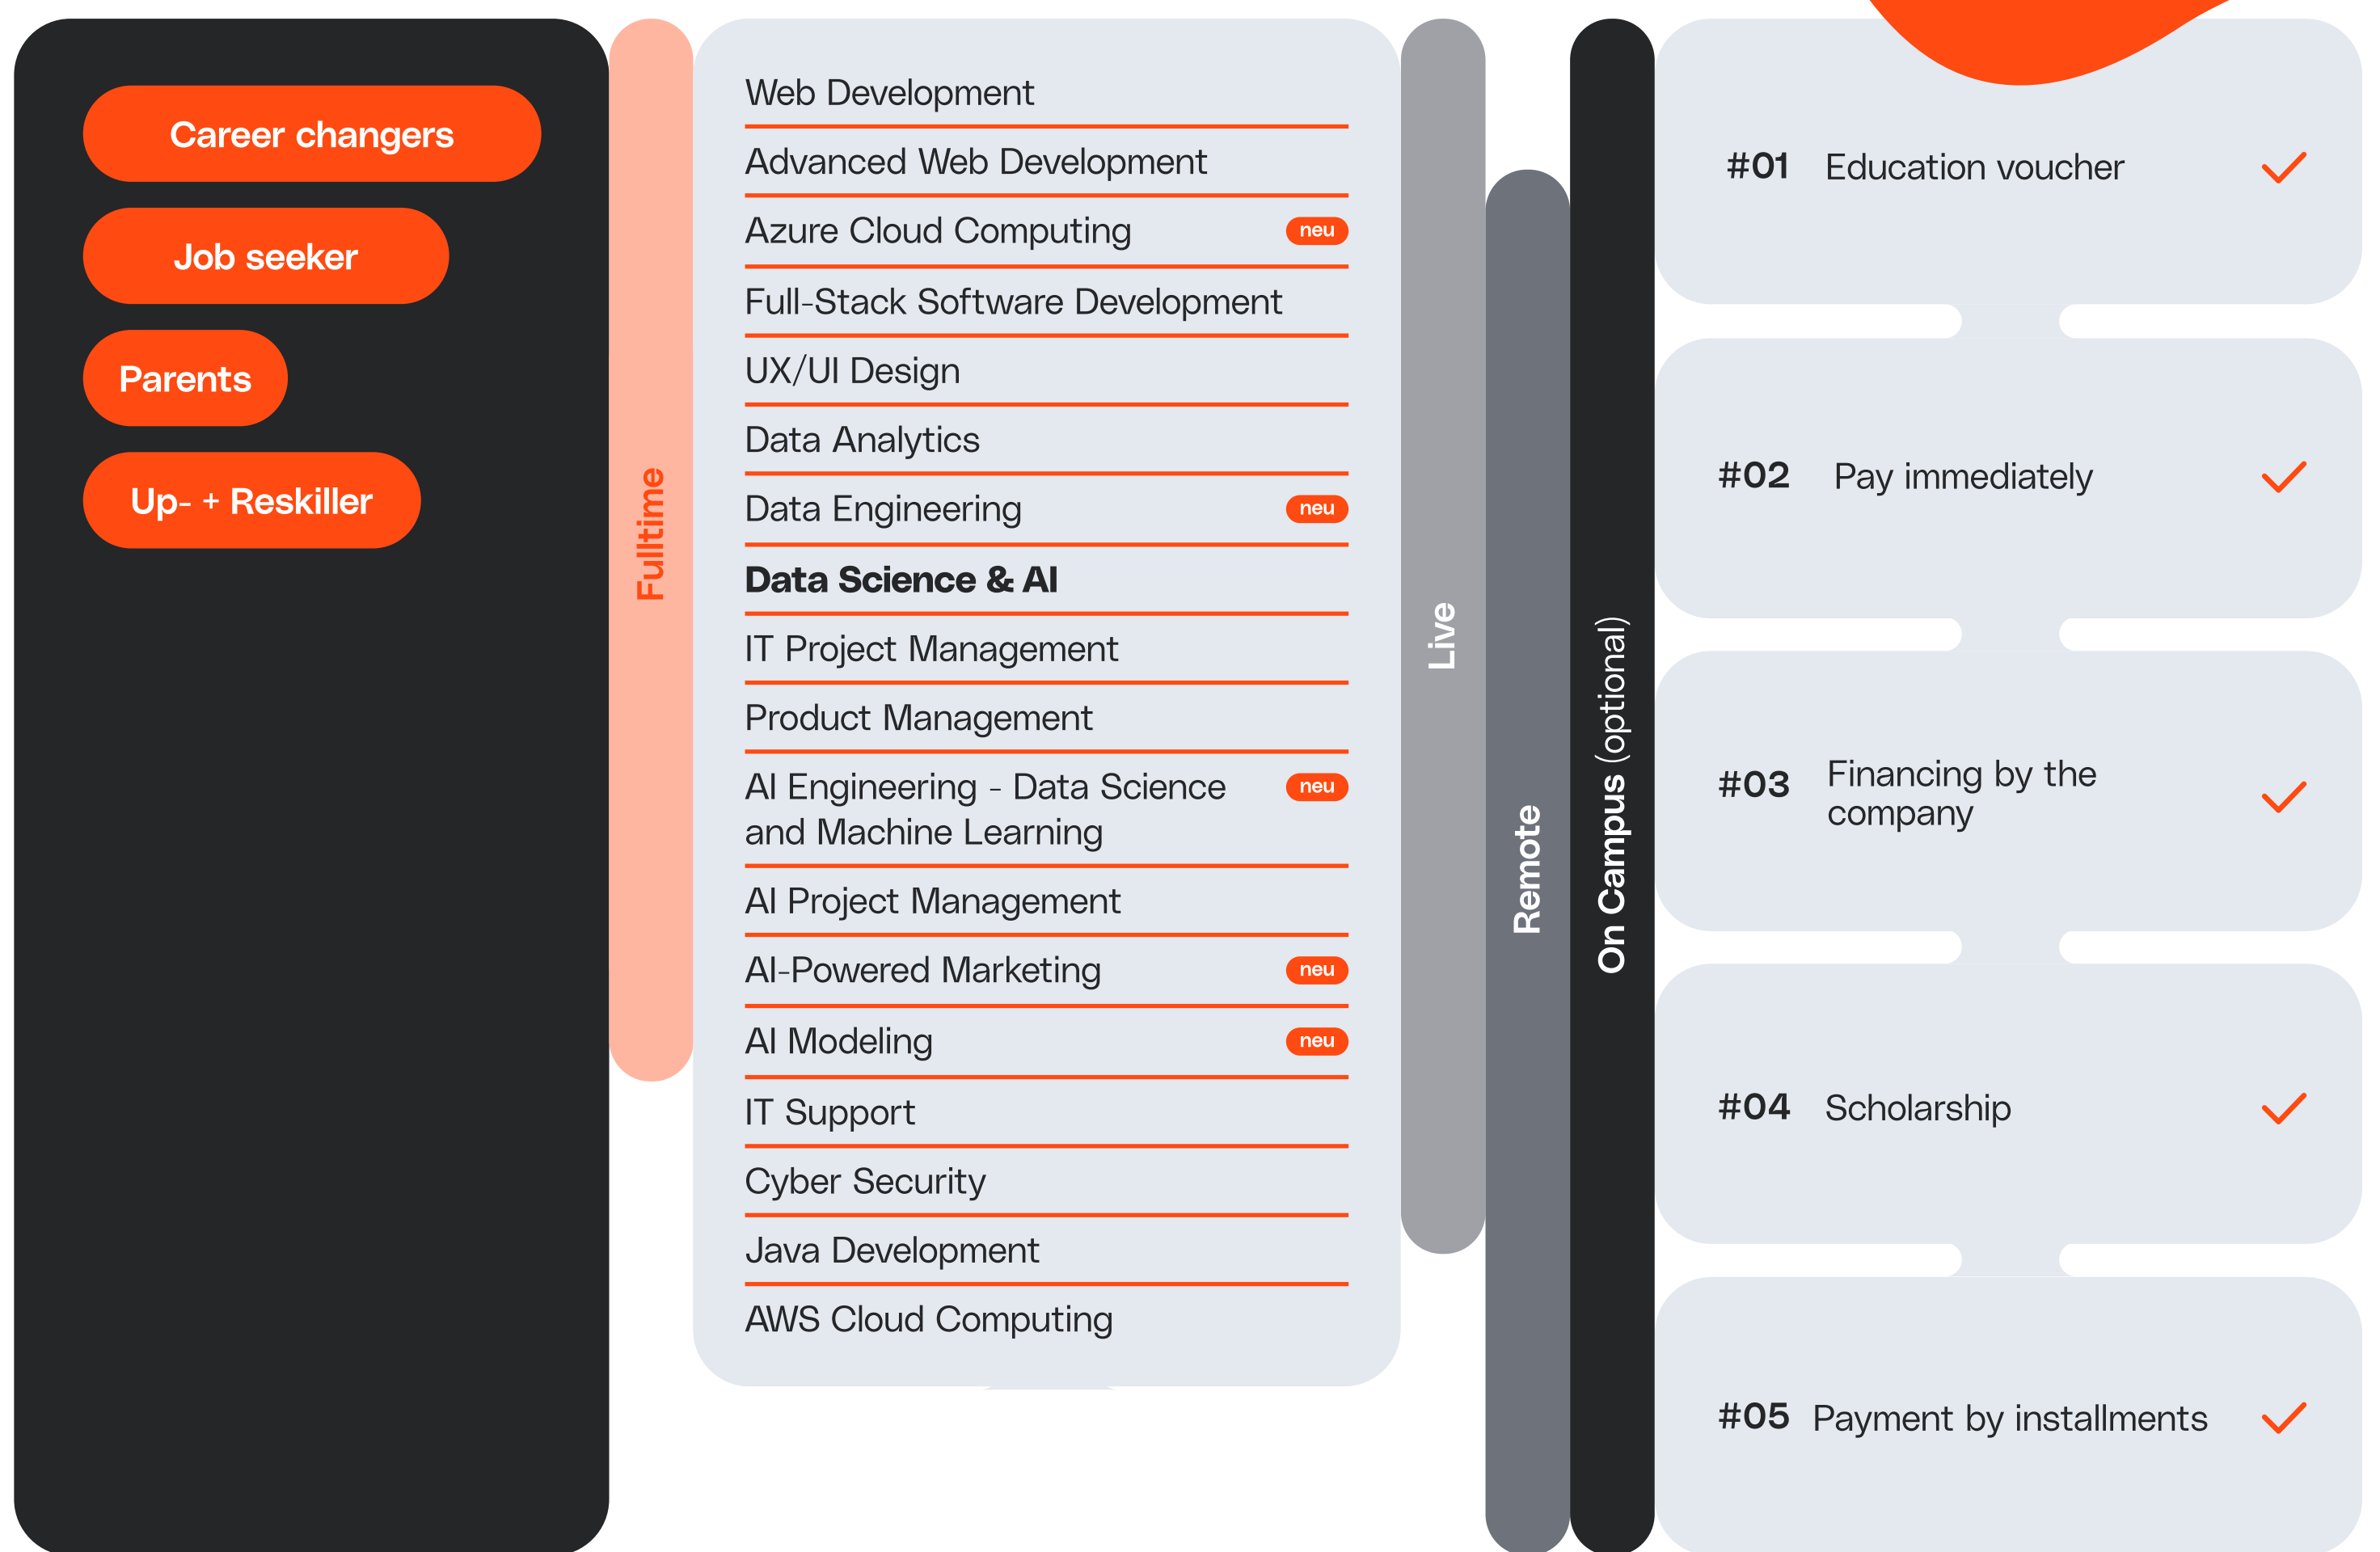 Career changers
Job seeker
Parents
Up- + Reskiller
Fulltime
Web Development
Advanced Web Development
Azure Cloud Computing neu
Full-Stack Software Development
UX/UI Design
Data Analytics
Data Engineering neu
Data Science & AI
IT Project Management
Product Management
AI Engineering - Data Science neu
and Machine Learning
AI Project Management
AI-Powered Marketing neu
AI Modeling neu
IT Support
Cyber Security
Java Development
AWS Cloud Computing
Live
Remote
On Campus (optional)
#01 Education voucher
#02 Pay immediately
#03 Financing by the
company
#04 Scholarship
#05 Payment by installments